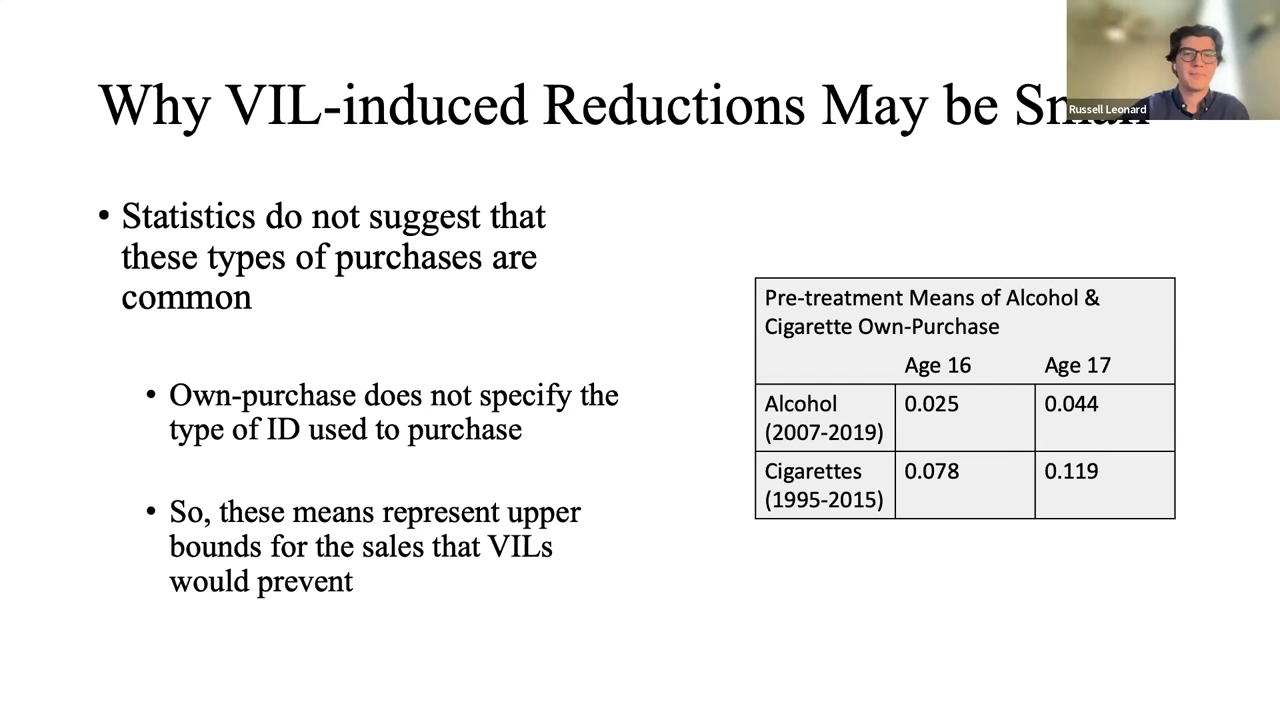 Why VIL-induced Reductions May be
Russell Leonard
• Statistics do not suggest that
these types of purchases are
common
• Own-purchase does not specify the
type of ID used to purchase
• So, these means represent upper
bounds for the sales that VILs
would prevent
Pre-treatment Means of Alcohol &
Cigarette Own-Purchase
Age 16 Age 17
Alcohol 0.025 0.044
(2007-2019)
Cigarettes 0.078 0.119
(1995-2015)